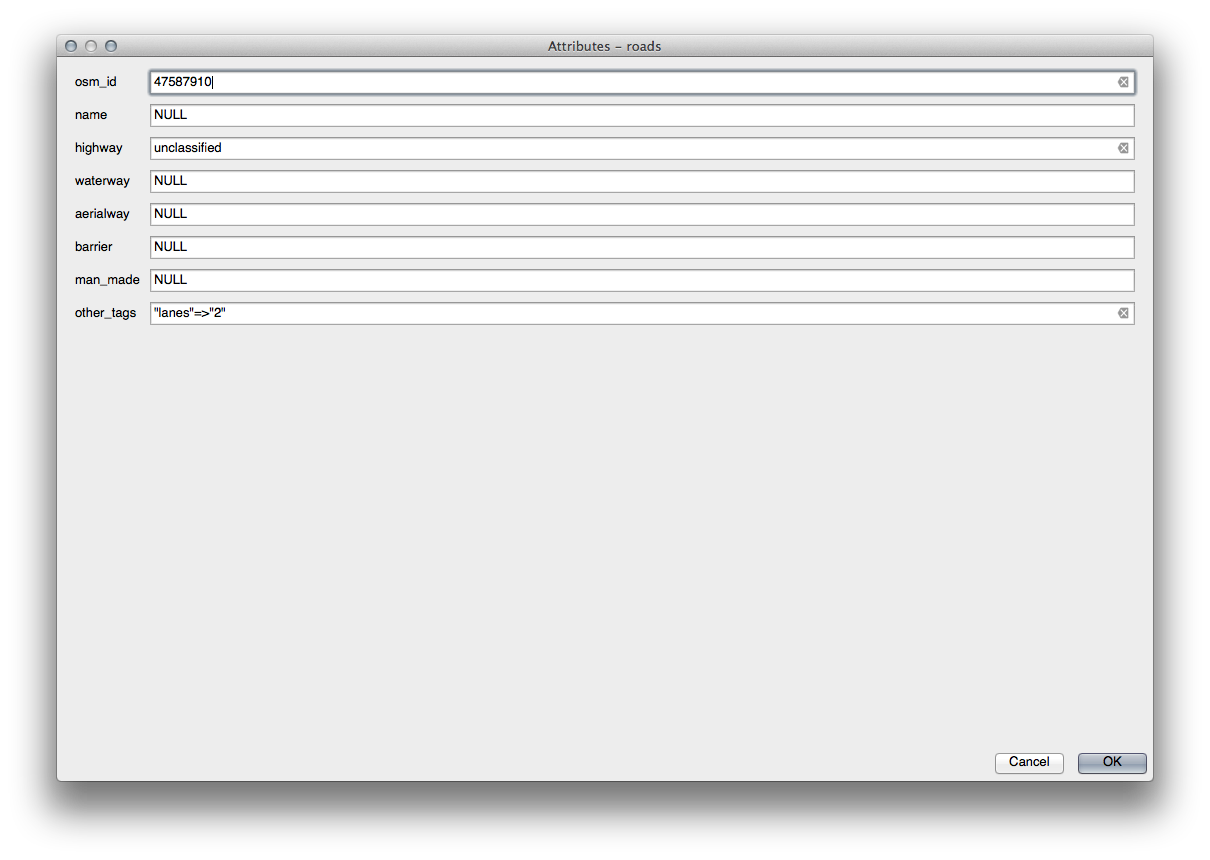 Attributes – roads
osm_id 47587910
name NULL
highway unclassified
waterway NULL
aerialway NULL
barrier NULL
man_made NULL
other_tags "lanes"=>"2"
Cancel OK